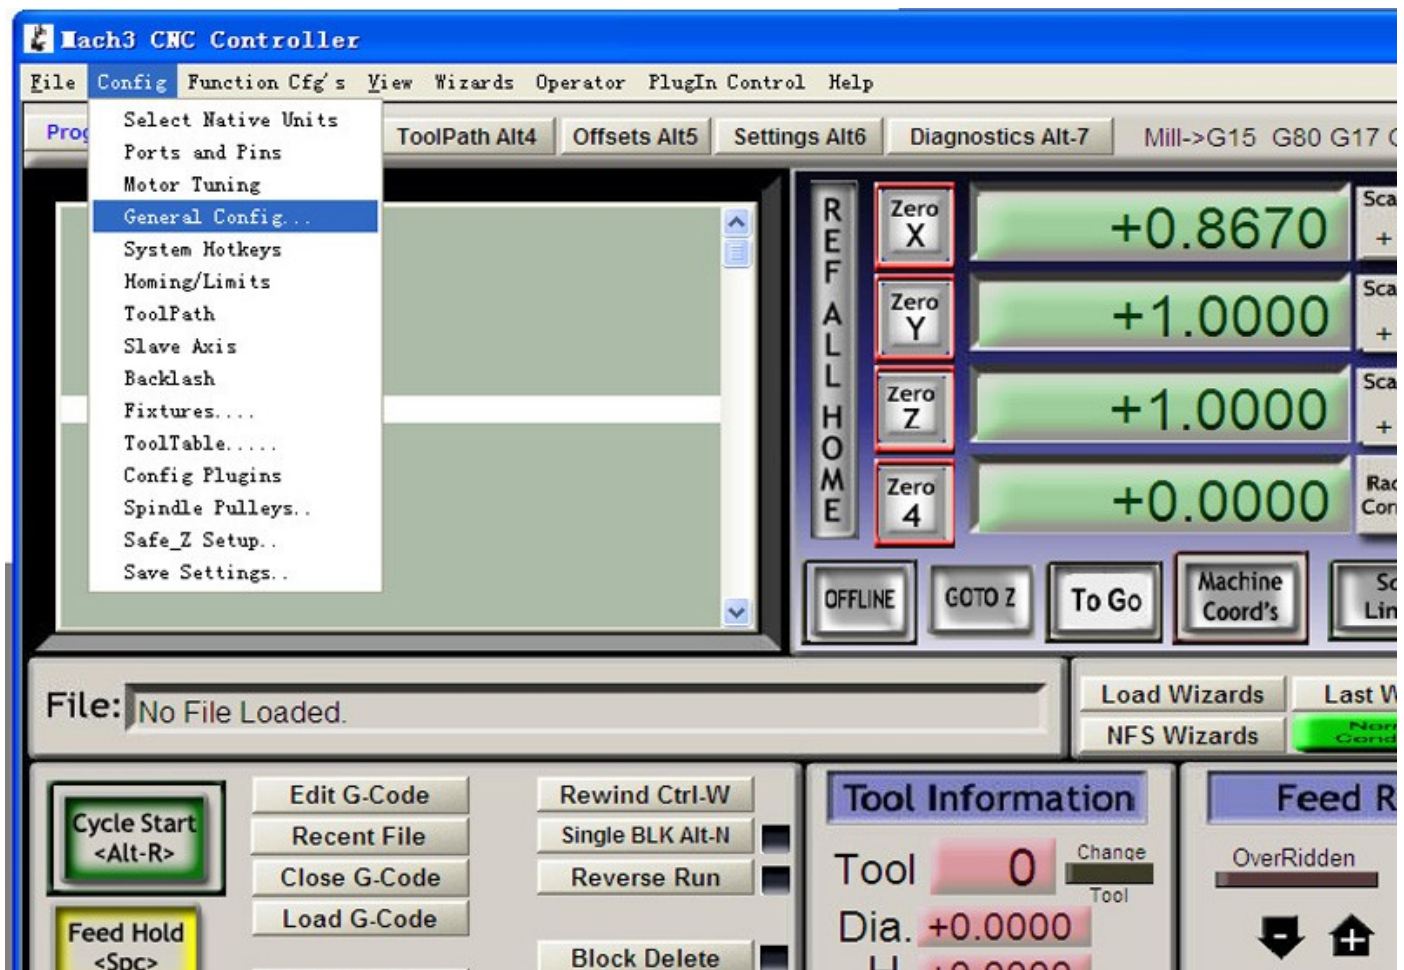 Mach3 CNC Controller
File Config Function Cfg's View Wizards Operator PlugIn Control Help
ToolPath Alt4 Offsets Alt5 Settings Alt6 Diagnostics Alt-7 Mill->G15 G80 G17
Select Native Units
Ports and Pins
Motor Tuning
General Config...
System Hotkeys
Homing/Limits
ToolPath
Slave Axis
Backlash
Fixtures....
ToolTable.....
Config Plugins
Spindle Pulleys..
Safe_Z Setup..
Save Settings..
REF ALL HOME
Zero X +0.8670
+
Zero Y +1.0000
+
Zero Z +1.0000
+
Zero 4 +0.0000
OFFLINE GOTO Z To Go Machine Coord's
File: No File Loaded.
Load Wizards Last
NFS Wizards
Cycle Start
<Alt-R>
Feed Hold
<Spc>
Edit G-Code
Recent File
Close G-Code
Load G-Code
Rewind Ctrl-W
Single BLK Alt-N
Reverse Run
Block Delete
Tool Information
Tool 0 Change Tool
Dia. +0.0000
H +0.0000
Feed
OverRidden